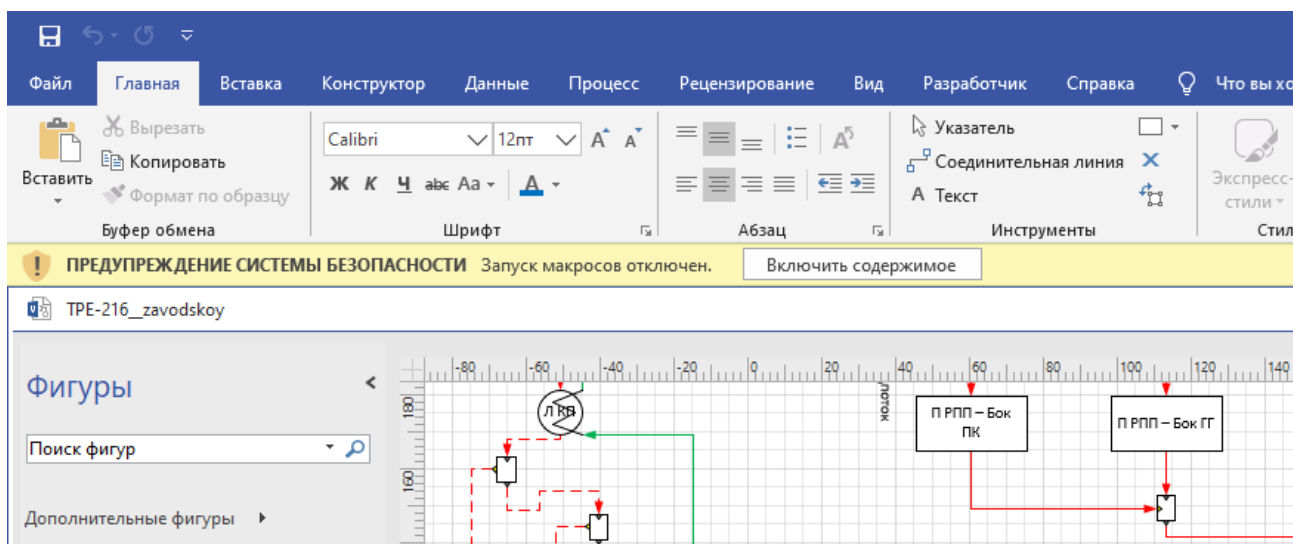 Файл Главная Вставка Конструктор Данные Процесс Рецензирование Вид Разработчик Справка Что вы хо
Вставить
Вырезать
Копировать
Формат по образцу
Буфер обмена
Calibri 12пт А А
Ж К Ч abc Aa А
Шрифт
А
Абзац
Указатель
Соединительная линия
А Текст
Инструменты
Экспресс-
стили
Стил
ПРЕДУПРЕЖДЕНИЕ СИСТЕМЫ БЕЗОПАСНОСТИ Запуск макросов отключен. Включить содержимое
TPE-216__zavodskoy
Фигуры
Поиск фигур
Дополнительные фигуры
-80 -60 -40 -20 0 20 40 60 80 100 120 140
180
160
Л КП
поток
П РПП – Бок
ПК
П РПП – Бок ГГ